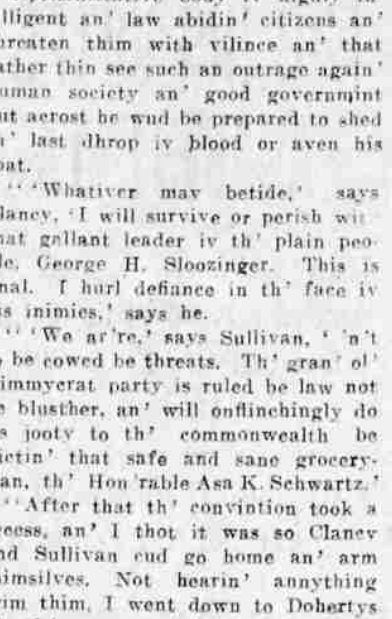 lligent an' law abidin' citizens an'
reaten thim with vilince an' that
ather thin see such an outrage again'
uman society an' good governmint
ut acrost he wud be prepared to shed
' last dhrop iv blood or aven his
oat.
"'Whativer may betide,' says
lancy, 'I will survive or perish wit
hat gallant leader iv th' plain peo-
le, George H. Sloozinger. This is
inal. I hurl defiance in th' face iv
is inimies,' says he.
"'We ar're,' says Sullivan, ' 'n't
o be cowed be threats. Th' gran' ol'
immycrat party is ruled be law not
e blusther, an' will onflinchingly do
s jooty to th' commonwealth be
ictin' that safe and sane grocery-
an, th' Hon'rable Asa K. Schwartz.'
"After that th' convintion took a
ecess, an' I thot it was so Clancy
nd Sullivan cud go home an' arm
himsilves. Not hearin' annything
rim thim, I went down to Dohertys